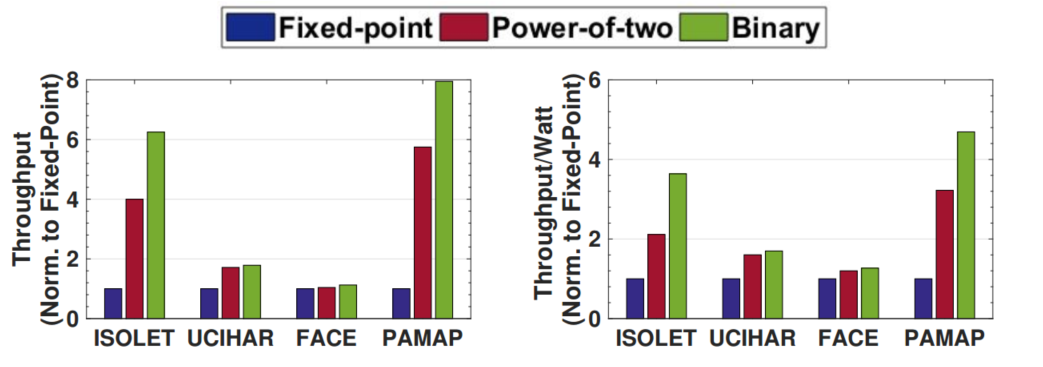 Fixed-point Power-of-two Binary
Throughput
(Norm. to Fixed-Point)
8
6
4
2
0
ISOLET UCIHAR FACE PAMAP
Throughput/Watt
(Norm. to Fixed-Point)
6
4
2
0
ISOLET UCIHAR FACE PAMAP